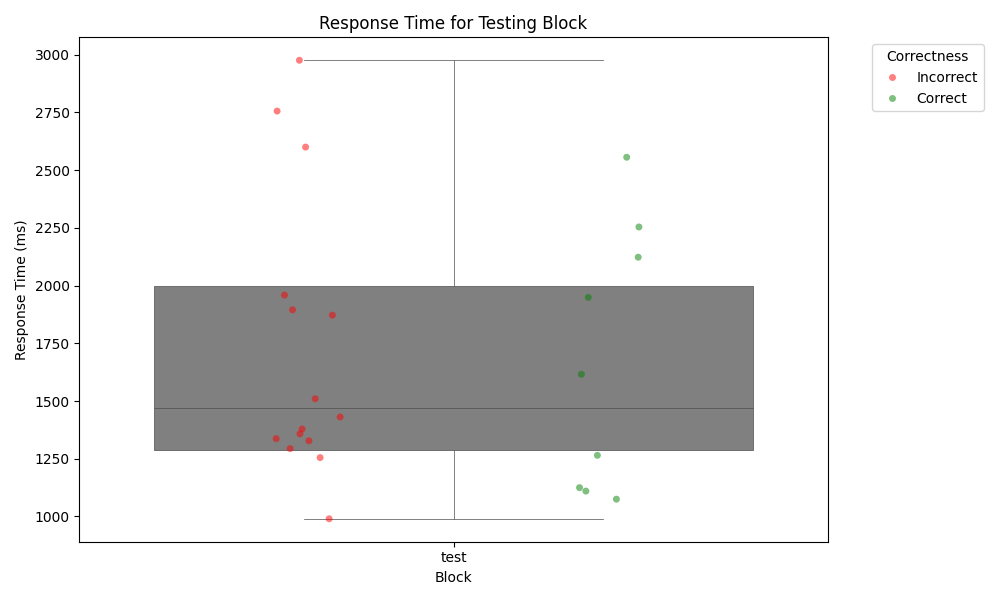 Response Time for Testing Block
Correctness
Incorrect
Correct
Response Time (ms)
3000
2750
2500
2250
2000
1750
1500
1250
1000
test
Block